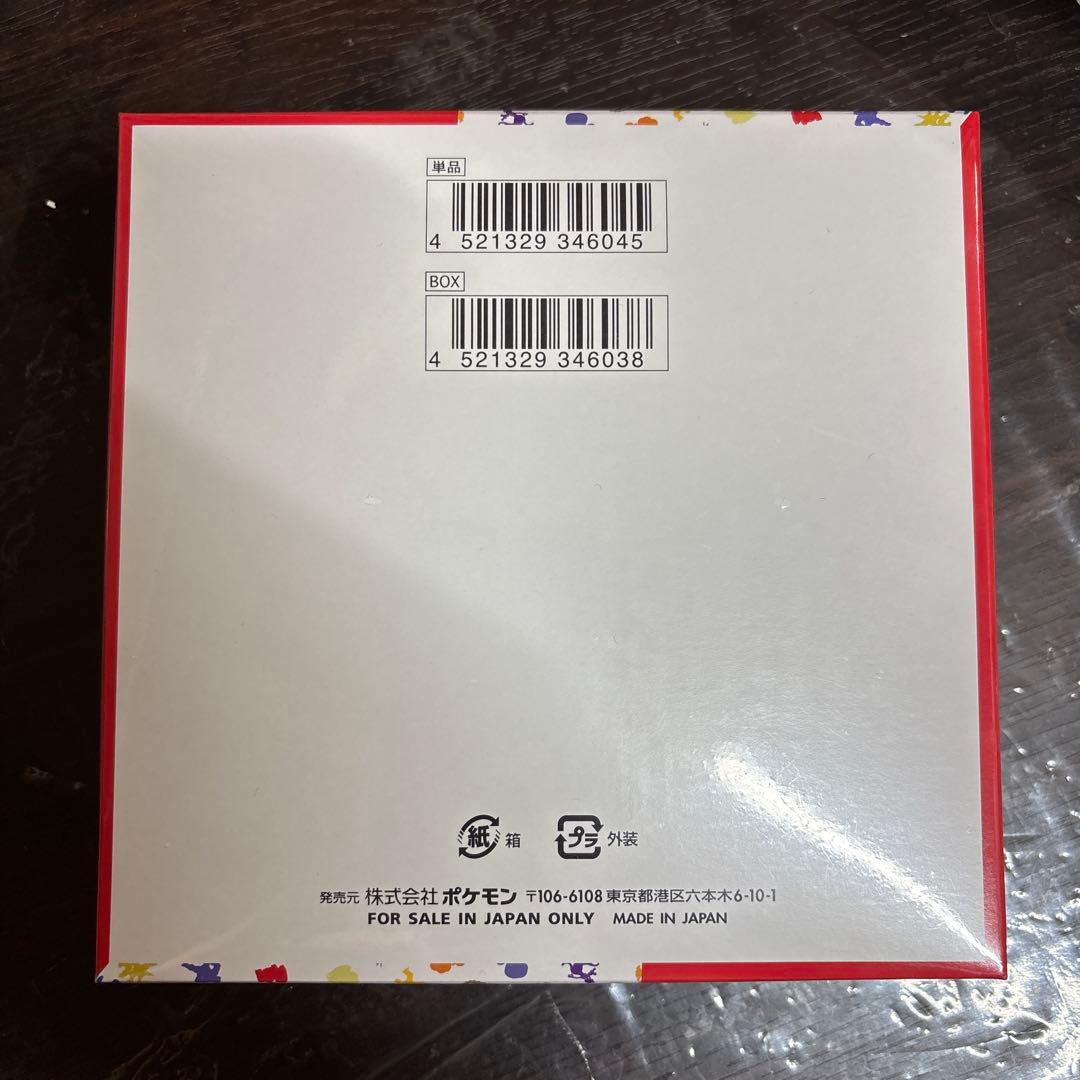 単品
4 521329 346045
BOX
4 521329 346038
紙 箱 プラ 外装
発売元 株式会社ポケモン 〒106-6108 東京都港区六本木6-10-1
FOR SALE IN JAPAN ONLY MADE IN JAPAN